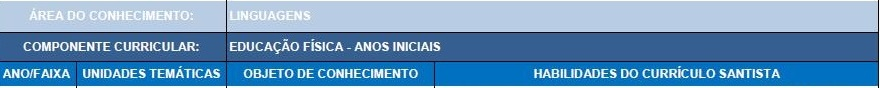 ÁREA DO CONHECIMENTO: LINGUAGENS
COMPONENTE CURRICULAR: EDUCAÇÃO FÍSICA - ANOS INICIAIS
ANO/FAIXA UNIDADES TEMÁTICAS OBJETO DE CONHECIMENTO HABILIDADES DO CURRÍCULO SANTISTA